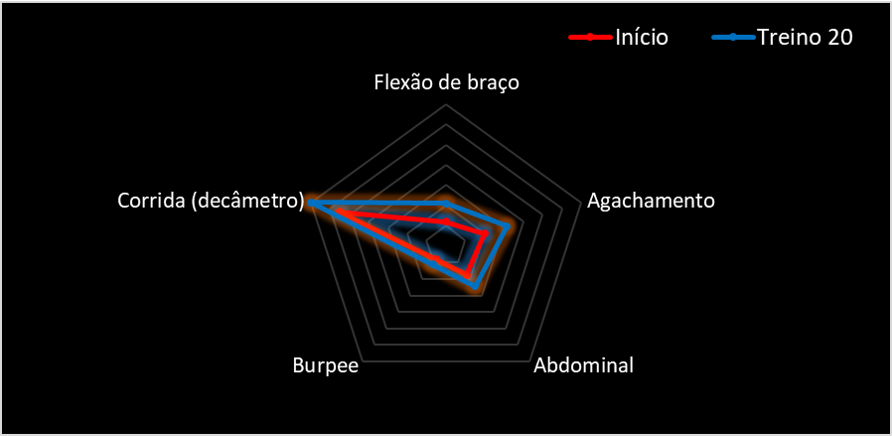 Início
Treino 20
Flexão de braço
Corrida (decâmetro)
Agachamento
Burpee
Abdominal